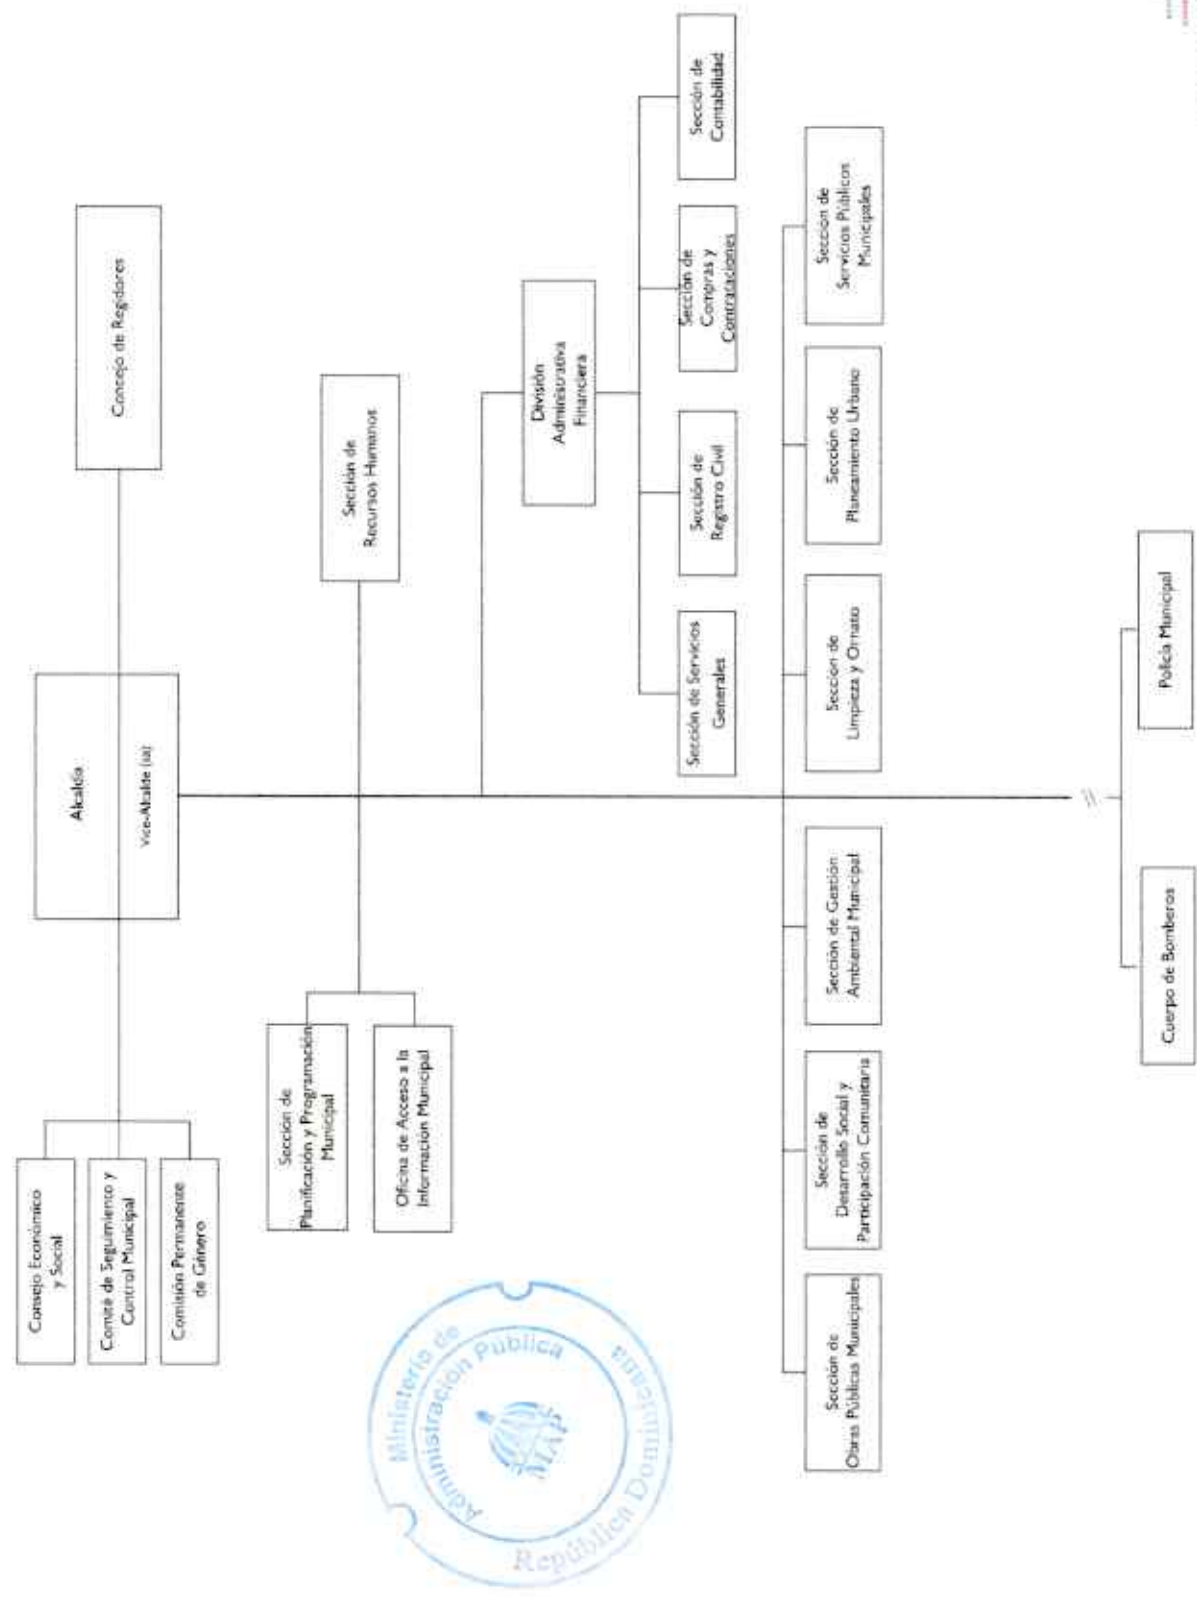 Concejo de Regidores
Alcaldía
Vice-Alcalde (sa)
Consejo Económico
y Social
Comité de Seguimiento y
Control Municipal
Comisión Permanente
de Género
Sección de
Recursos Humanos
Sección de
Planificación y Programación
Municipal
Oficina de Acceso a la
Información Municipal
División
Administrativa
Financiera
Sección de Servicios
Generales
Sección de
Registro Civil
Sección de
Compras y
Contrataciones
Sección de
Contabilidad
Sección de
Obras Públicas Municipales
Sección de
Desarrollo Social y
Participación Comunitaria
Sección de Gestión
Ambiental Municipal
Sección de
Limpieza y Ornato
Sección de
Planeamiento Urbano
Sección de
Servicios Públicos
Municipales
Cuerpo de Bomberos
Policía Municipal
Ministerio de
Administración Pública
MAP
República Dominicana